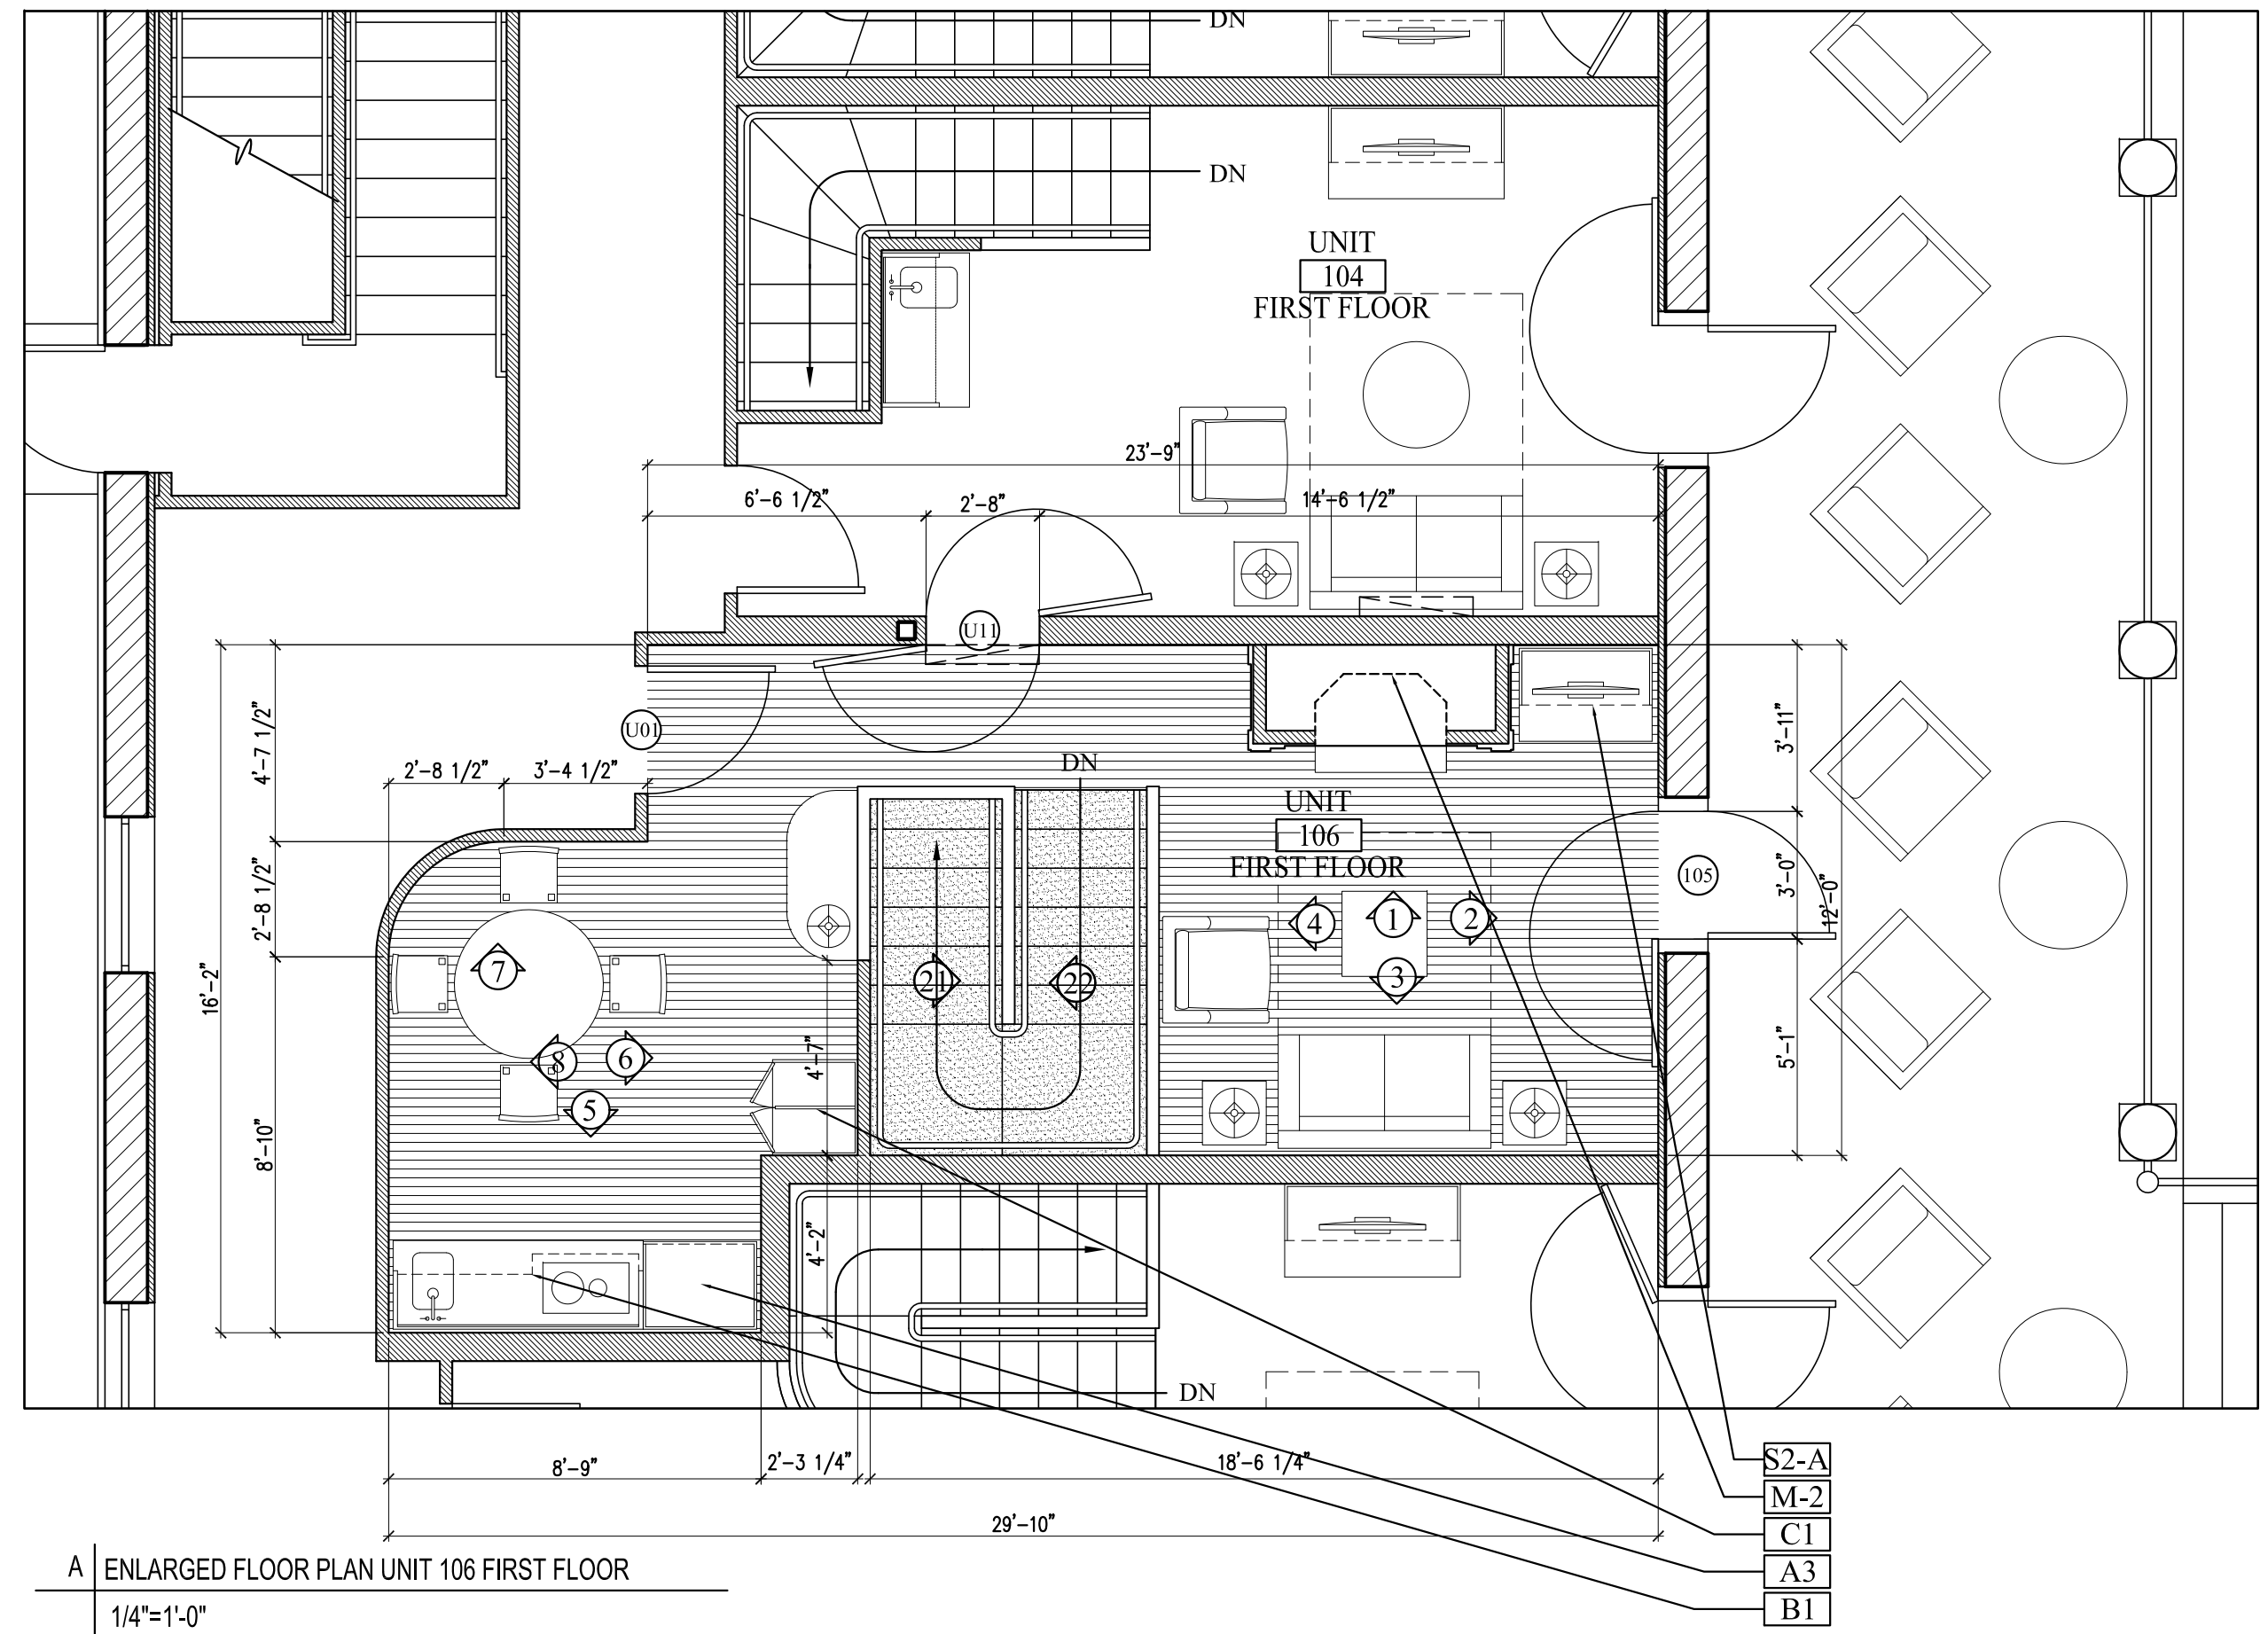 DN
DN
UNIT
104
FIRST FLOOR
23'-9"
6'-6 1/2"
2'-8"
14'-6 1/2"
U11
U01
4'-7 1/2"
3'-11"
2'-8 1/2"
3'-4 1/2"
DN
UNIT
106
FIRST FLOOR
105
3'-0"
12'-0"
2'-8 1/2"
4
1
2
7
21
22
3
16'-2"
8
6
4'-7"
5'-1"
5
8'-10"
4'-2"
DN
8'-9"
2'-3 1/4"
18'-6 1/4"
29'-10"
S2-A
M-2
C1
A3
B1
A
ENLARGED FLOOR PLAN UNIT 106 FIRST FLOOR
1/4"=1'-0"